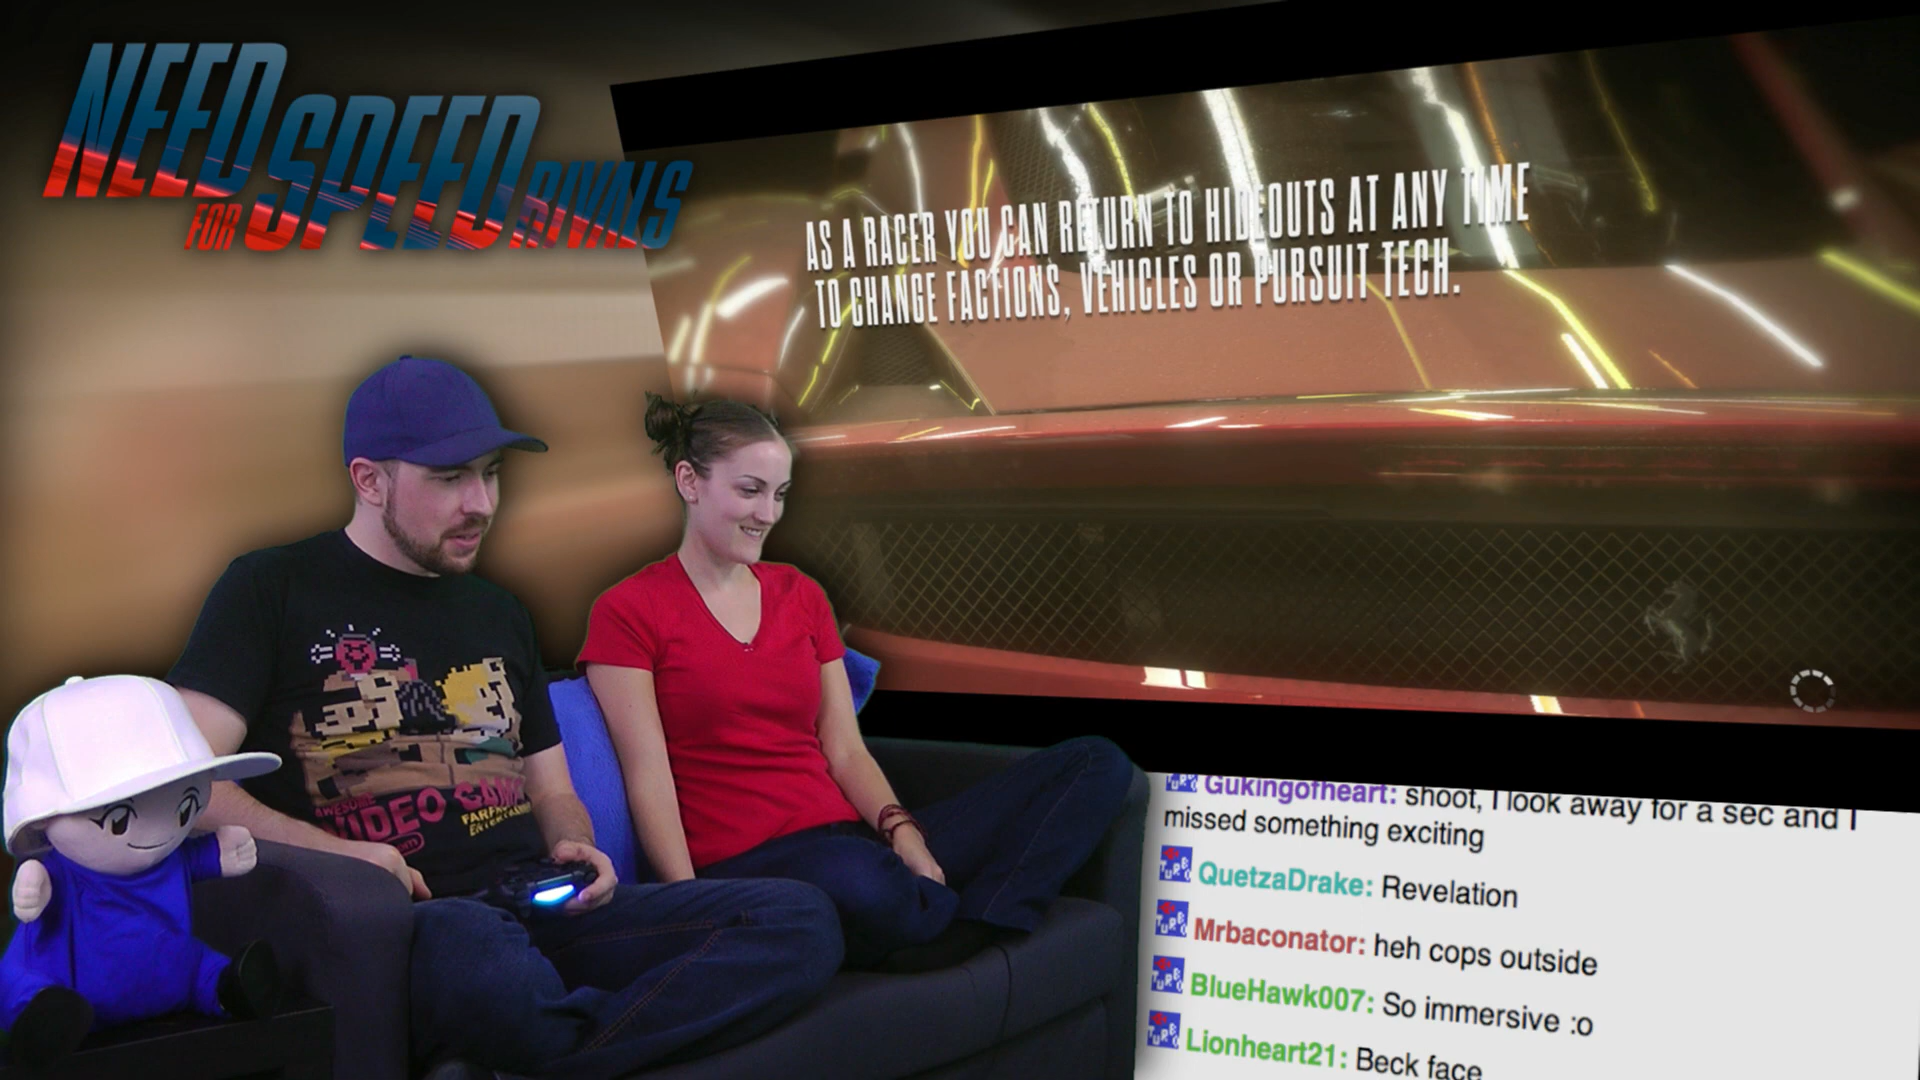 NEED
FOR SPEED RIVALS
AS A RACER YOU CAN RETURN TO HIDEOUTS AT ANY TIME
TO CHANGE FACTIONS, VEHICLES OR PURSUIT TECH.
AWESOME
VIDEO GAMES
Gukingofheart: shoot, I look away for a sec and I
missed something exciting
QuetzaDrake: Revelation
Mrbaconator: heh cops outside
BlueHawk007: So immersive :o
Lionheart21: Beck face